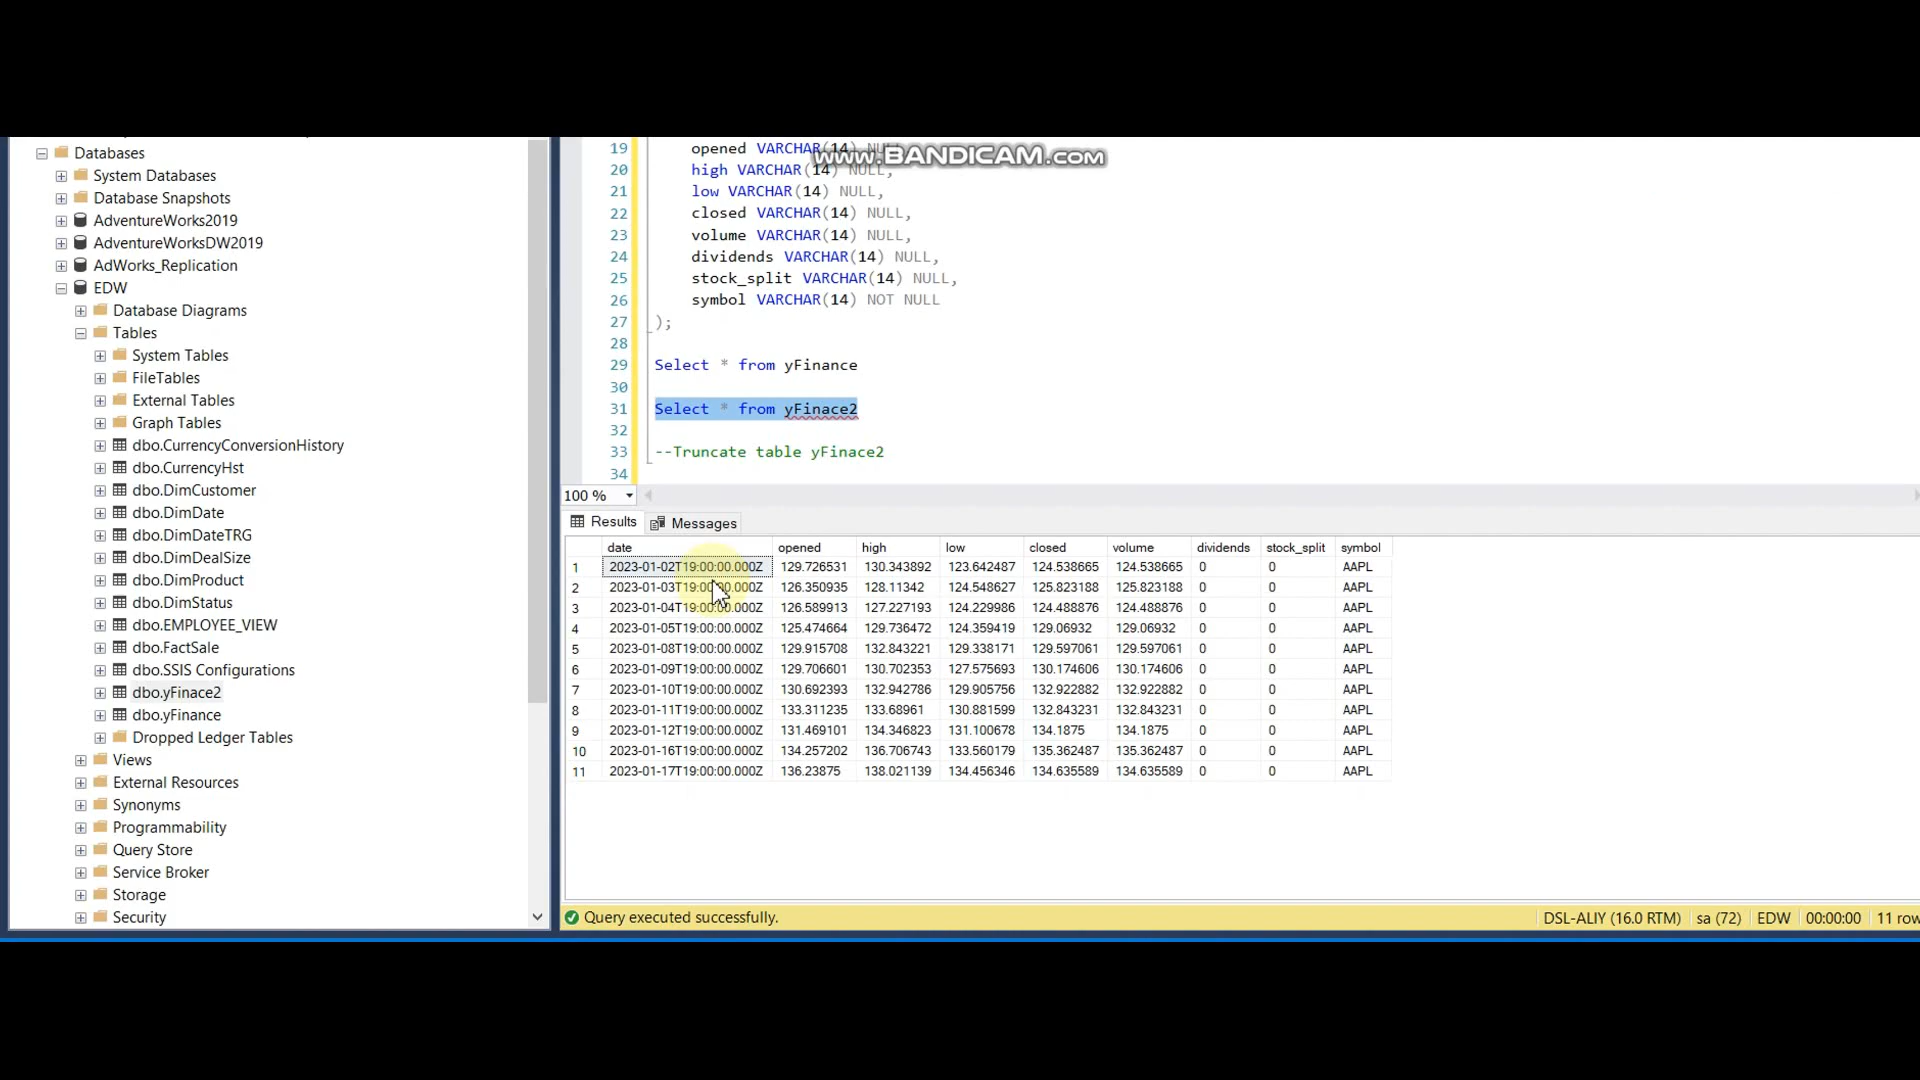 Databases
System Databases
Database Snapshots
AdventureWorks2019
AdventureWorksDW2019
AdWorks_Replication
EDW
Database Diagrams
Tables
System Tables
FileTables
External Tables
Graph Tables
dbo.CurrencyConversionHistory
dbo.CurrencyHst
dbo.DimCustomer
dbo.DimDate
dbo.DimDateTRG
dbo.DimDealSize
dbo.DimProduct
dbo.DimStatus
dbo.EMPLOYEE_VIEW
dbo.FactSale
dbo.SSIS Configurations
dbo.yFinace2
dbo.yFinance
Dropped Ledger Tables
Views
External Resources
Synonyms
Programmability
Query Store
Service Broker
Storage
Security
www.BANDICAM.com
19 opened VARCHAR(14) NULL,
20 high VARCHAR(14) NULL,
21 low VARCHAR(14) NULL,
22 closed VARCHAR(14) NULL,
23 volume VARCHAR(14) NULL,
24 dividends VARCHAR(14) NULL,
25 stock_split VARCHAR(14) NULL,
26 symbol VARCHAR(14) NOT NULL
27 );
28
29 Select * from yFinance
30
31 Select * from yFinace2
32
33 --Truncate table yFinace2
34
100 %
Results Messages
date opened high low closed volume dividends stock_split symbol
1 2023-01-02T19:00:00.000Z 129.726531 130.343892 123.642487 124.538665 124.538665 0 0 AAPL
2 2023-01-03T19:00:00.000Z 126.350935 128.11342 124.548627 125.823188 125.823188 0 0 AAPL
3 2023-01-04T19:00:00.000Z 126.589913 127.227193 124.229986 124.488876 124.488876 0 0 AAPL
4 2023-01-05T19:00:00.000Z 125.474664 129.736472 124.359419 129.06932 129.06932 0 0 AAPL
5 2023-01-08T19:00:00.000Z 129.915708 132.843221 129.338171 129.597061 129.597061 0 0 AAPL
6 2023-01-09T19:00:00.000Z 129.706601 130.702353 127.575693 130.174606 130.174606 0 0 AAPL
7 2023-01-10T19:00:00.000Z 130.692393 132.942786 129.905756 132.922882 132.922882 0 0 AAPL
8 2023-01-11T19:00:00.000Z 133.311235 133.68961 130.881599 132.843231 132.843231 0 0 AAPL
9 2023-01-12T19:00:00.000Z 131.469101 134.346823 131.100678 134.1875 134.1875 0 0 AAPL
10 2023-01-16T19:00:00.000Z 134.257202 136.706743 133.560179 135.362487 135.362487 0 0 AAPL
11 2023-01-17T19:00:00.000Z 136.23875 138.021139 134.456346 134.635589 134.635589 0 0 AAPL
Query executed successfully. DSL-ALIY (16.0 RTM) sa (72) EDW 00:00:00 11 row